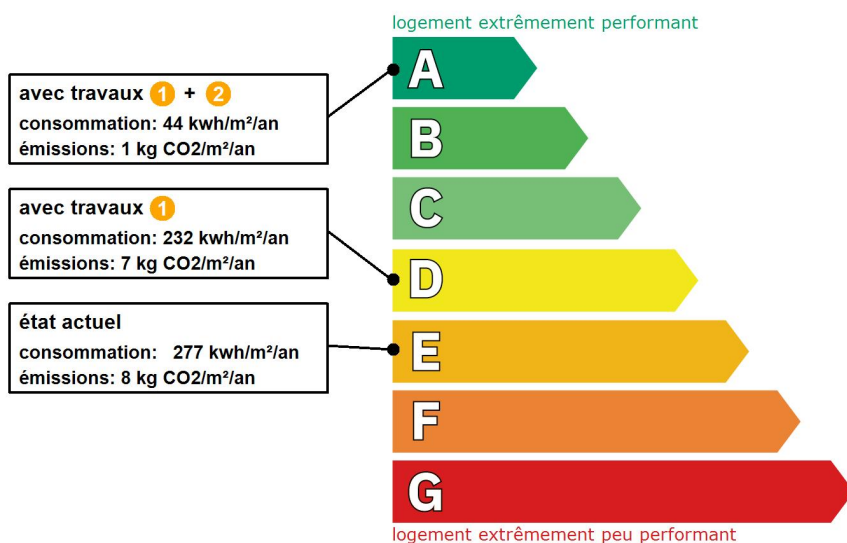 logement extrêmement performant
A
avec travaux 1 + 2
consommation: 44 kwh/m²/an
émissions: 1 kg CO2/m²/an
B
avec travaux 1
consommation: 232 kwh/m²/an
émissions: 7 kg CO2/m²/an
C
D
état actuel
consommation: 277 kwh/m²/an
émissions: 8 kg CO2/m²/an
E
F
G
logement extrêmement peu performant